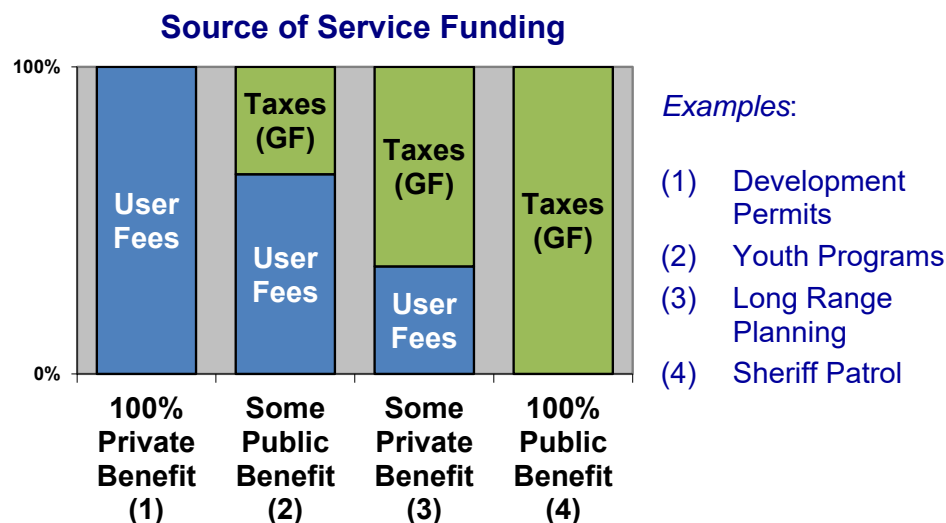 Source of Service Funding
100%
0%
User
Fees
Taxes
(GF)
User
Fees
Taxes
(GF)
User
Fees
Taxes
(GF)
100%
Private
Benefit
(1)
Some
Public
Benefit
(2)
Some
Private
Benefit
(3)
100%
Public
Benefit
(4)
Examples:
(1) Development
Permits
(2) Youth Programs
(3) Long Range
Planning
(4) Sheriff Patrol